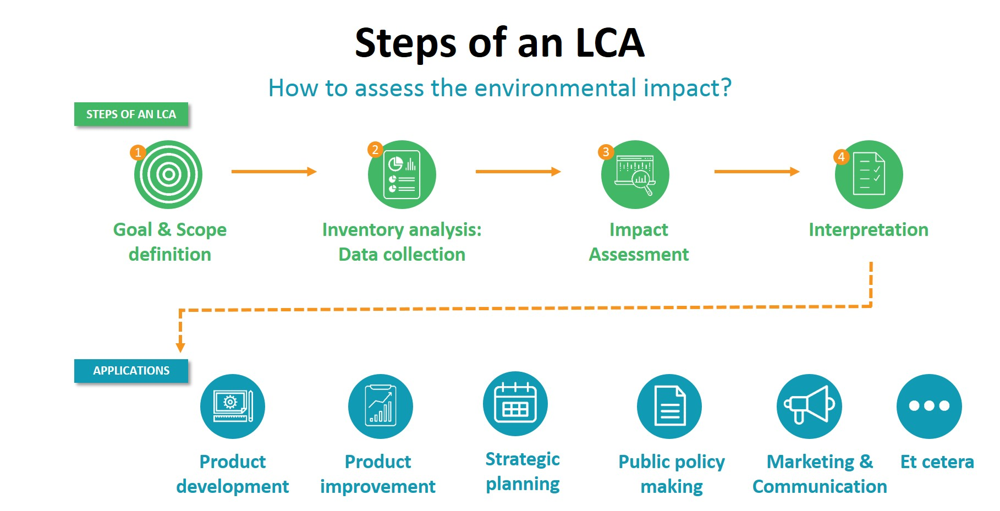 Steps of an LCA
How to assess the environmental impact?
STEPS OF AN LCA
1
2
3
4
Goal & Scope
definition
Inventory analysis:
Data collection
Impact
Assessment
Interpretation
APPLICATIONS
Product
development
Product
improvement
Strategic
planning
Public policy
making
Marketing &
Communication
Et cetera